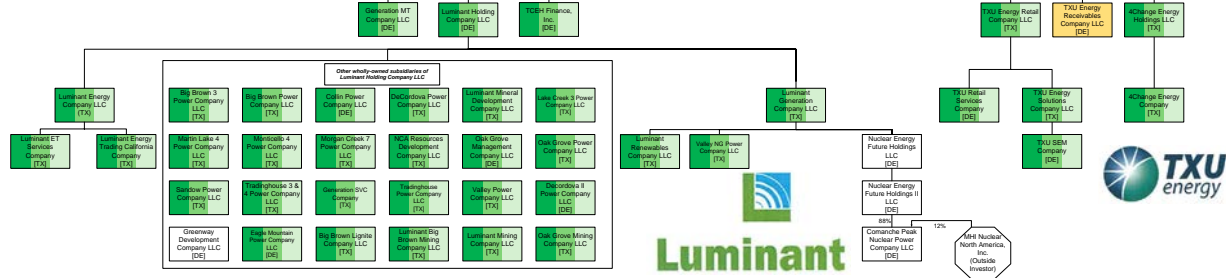 Generation MT
Company LLC
[DE]
Luminant Holding
Company LLC
[DE]
TCEH Finance,
Inc.
[DE]
TXU Energy Retail
Company LLC
[TX]
TXU Energy
Receivables
Company LLC
[DE]
4Change Energy
Holdings LLC
[TX]
Other wholly-owned subsidiaries of
Luminant Holding Company LLC
Luminant Energy
Company LLC
(TX)
Big Brown 3
Power Company
LLC
[TX]
Big Brown Power
Company LLC
[TX]
Collin Power
Company LLC
[DE]
DeCordova Power
Company LLC
[TX]
Luminant Mineral
Development
Company LLC
[TX]
Lake Creek 3 Power
Company LLC
[TX]
Luminant
Generation
Company LLC
[TX]
TXU Retail
Services
Company
[DE]
TXU Energy
Solutions
Company LLC
[TX]
4Change Energy
Company
[TX]
Luminant ET
Services
Company
[TX]
Luminant Energy
Trading California
Company
[TX]
Martin Lake 4
Power Company
LLC
[TX]
Monticello 4
Power Company
LLC
[TX]
Morgan Creek 7
Power Company
LLC
[TX]
NCA Resources
Development
Company LLC
[TX]
Oak Grove
Management
Company LLC
[DE]
Oak Grove Power
Company LLC
[TX]
Luminant
Renewables
Company LLC
[TX]
Valley NG Power
Company LLC
[TX]
Nuclear Energy
Future Holdings
LLC
[DE]
TXU SEM
Company
[DE]
Sandow Power
Company LLC
[TX]
Tradinghouse 3 &
4 Power Company
LLC
[TX]
Generation SVC
Company
[TX]
Tradinghouse
Power Company
LLC
[TX]
Valley Power
Company LLC
[TX]
Decordova II
Power Company
LLC
[DE]
Nuclear Energy
Future Holdings II
LLC
[DE]
TXU
energy
Greenway
Development
Company LLC
[DE]
Eagle Mountain
Power Company
LLC
[DE]
Big Brown Lignite
Company LLC
[TX]
Luminant Big
Brown Mining
Company LLC
[TX]
Luminant Mining
Company LLC
[TX]
Oak Grove Mining
Company LLC
[TX]
Luminant
88%
12%
Comanche Peak
Nuclear Power
Company LLC
[DE]
MHI Nuclear
North America,
Inc.
(Outside
Investor)